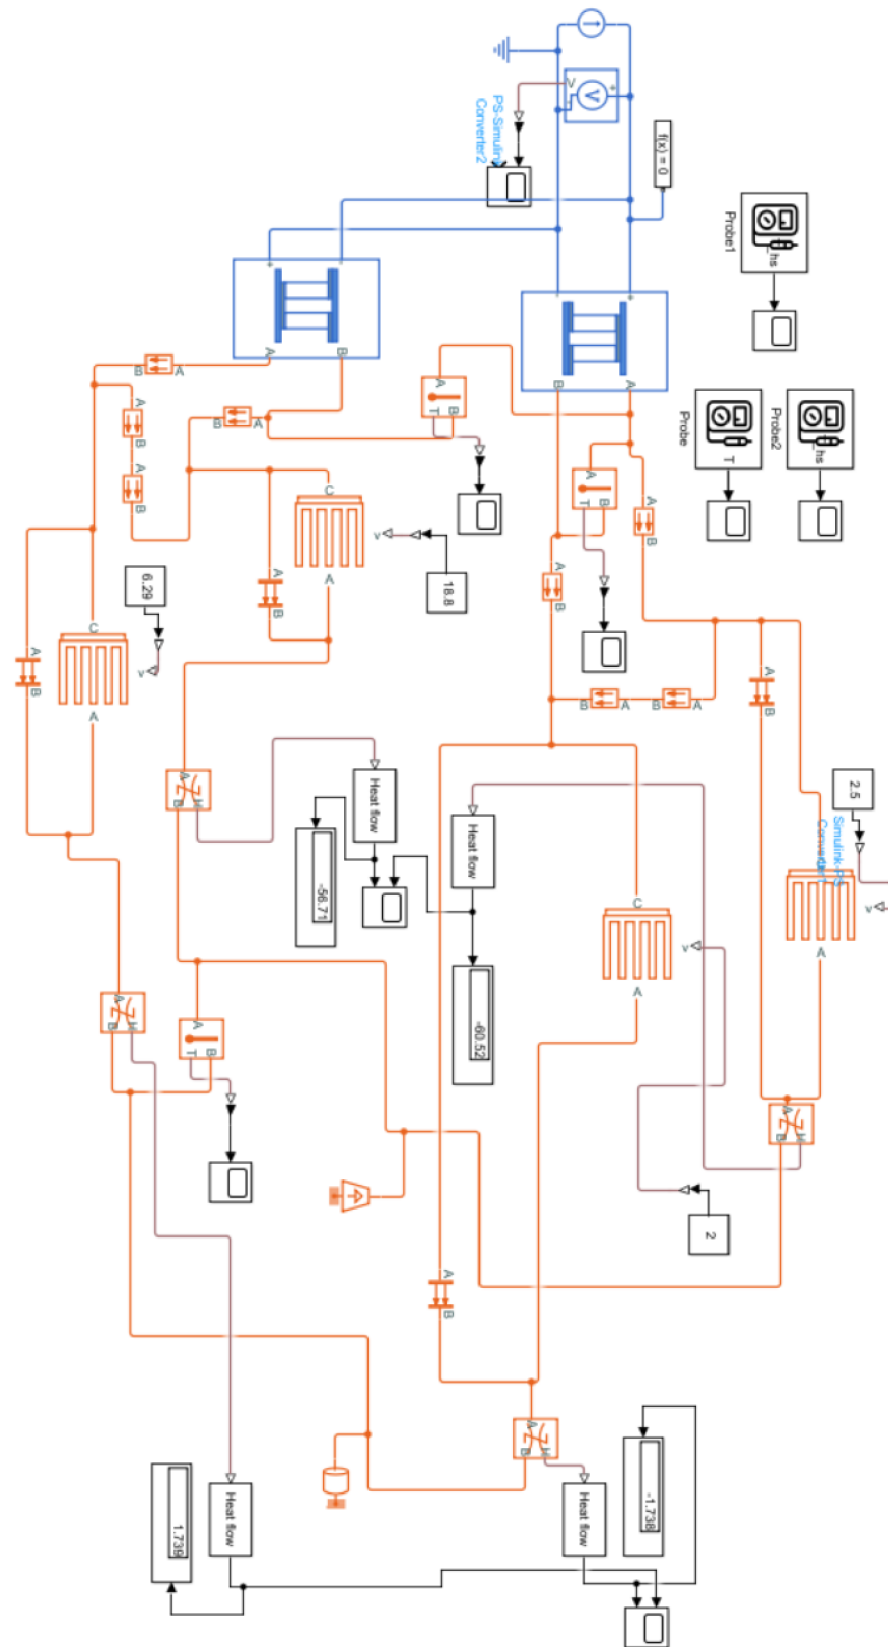 V
V
-
+
PS-Simulink
Converter2
f(x) = 0
hs
Probe1
+
-
-
+
A
B
B
A
B
A
A
B
A
B
A
B
A
T
B
C
A
v
18.8
A
B
A
T
B
A
B
A
B
T
Probe
hs
Probe2
6.29
v
C
A
A
B
A
B
B
A
B
A
A
B
2.5
Simulink-PS
v
A
A
B
H
Heat flow
-56.71
Heat flow
-60.52
C
v
A
A
B
H
A
T
B
A
B
H
2
A
B
A
B
H
Heat flow
1.739
Heat flow
-1.738